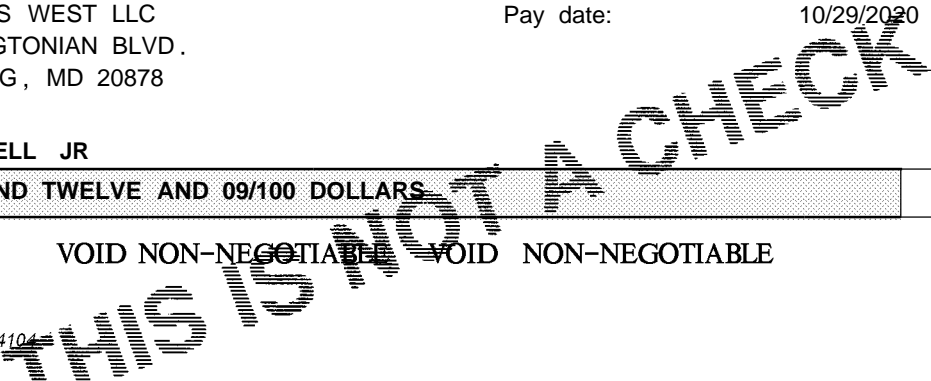 S WEST LLC Pay date: 10/29/2020
GTONIAN BLVD.
G, MD 20878
ELL JR
ND TWELVE AND 09/100 DOLLARS
VOID NON-NEGOTIABLE VOID NON-NEGOTIABLE
4104
THIS IS NOT A CHECK